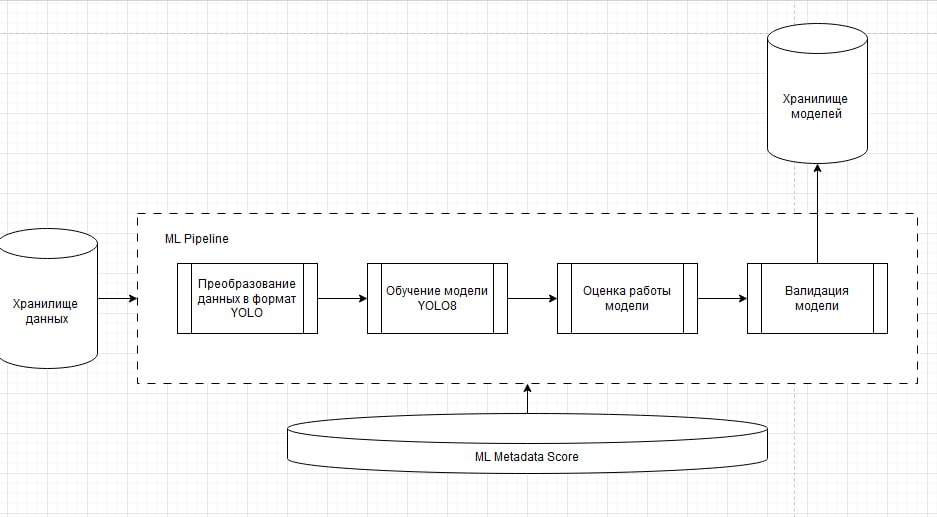 Хранилище
моделей
ML Pipeline
Хранилище
данных
Преобразование
данных в формат
YOLO
Обучение модели
YOLO8
Оценка работы
модели
Валидация
модели
ML Metadata Score